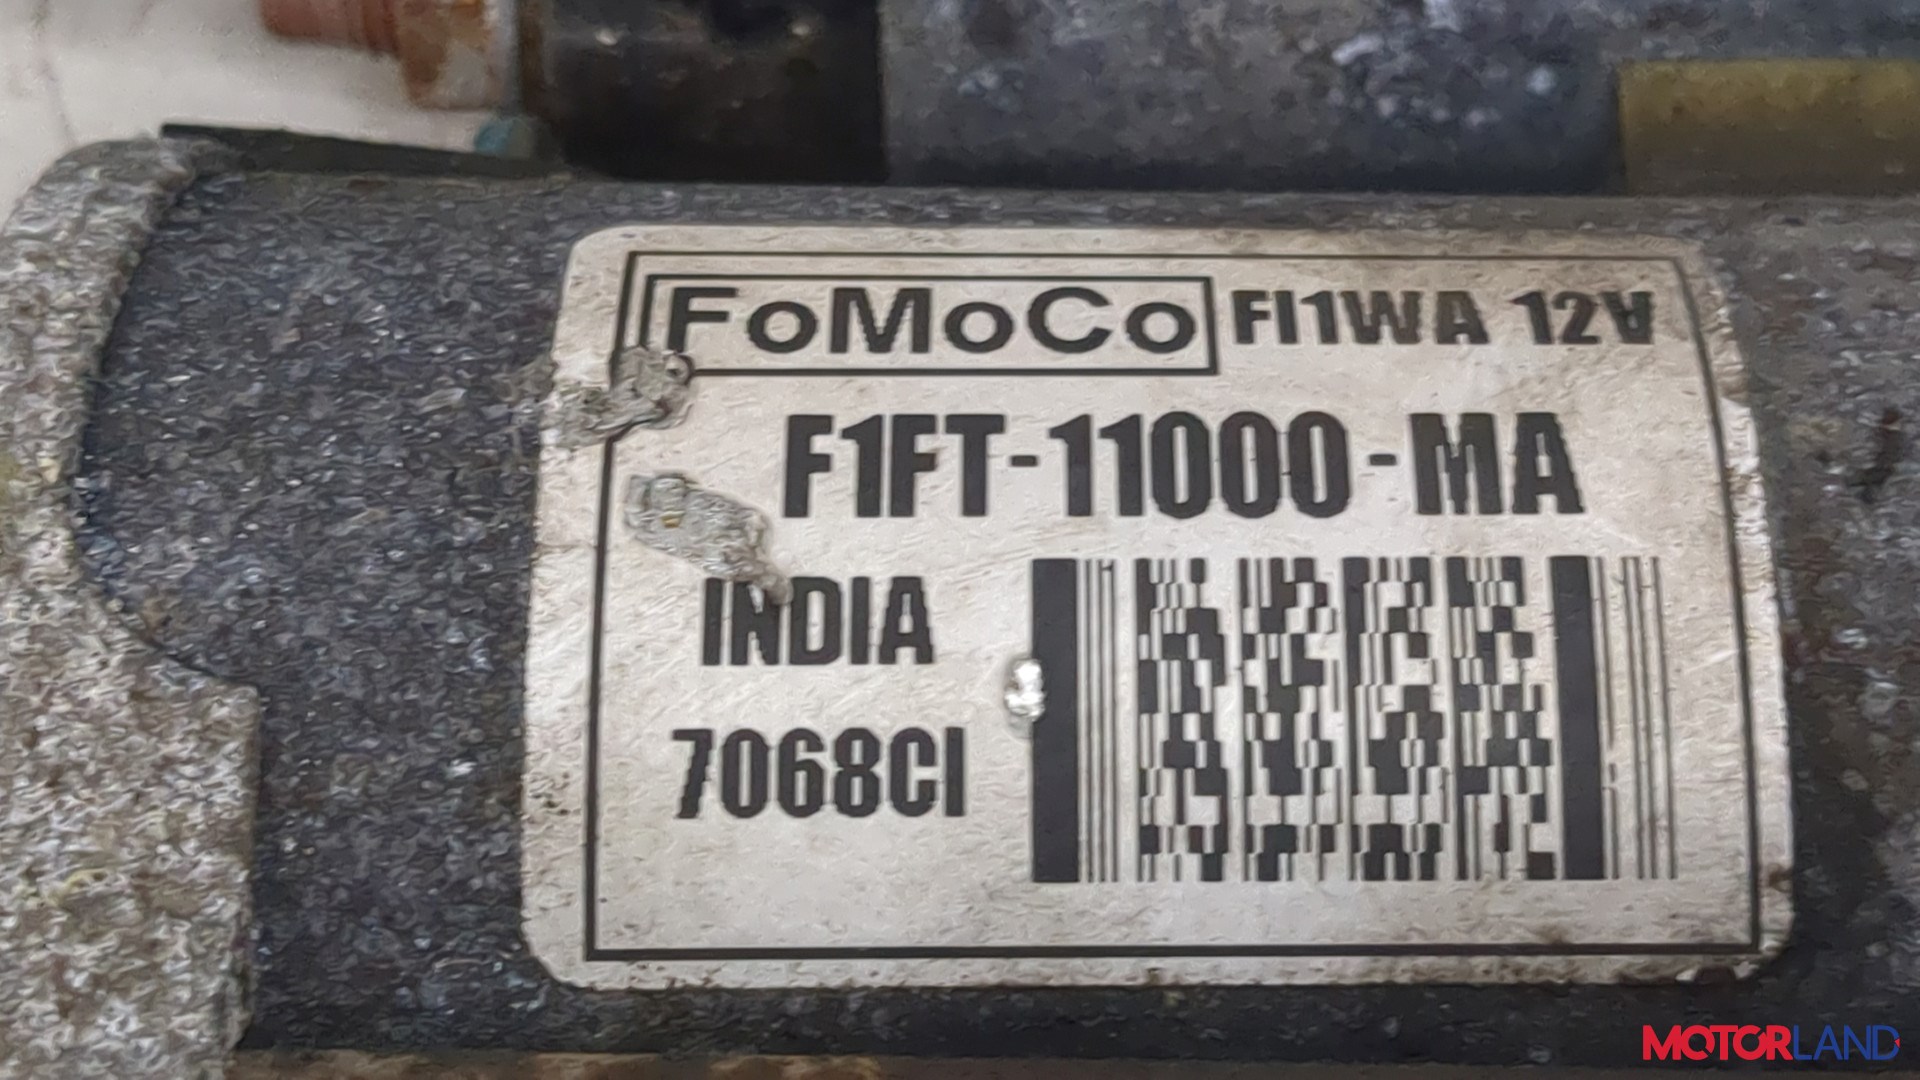 FoMoCo FI1WA 12V
F1FT-11000-MA
INDIA
7068CI
MOTORLAND